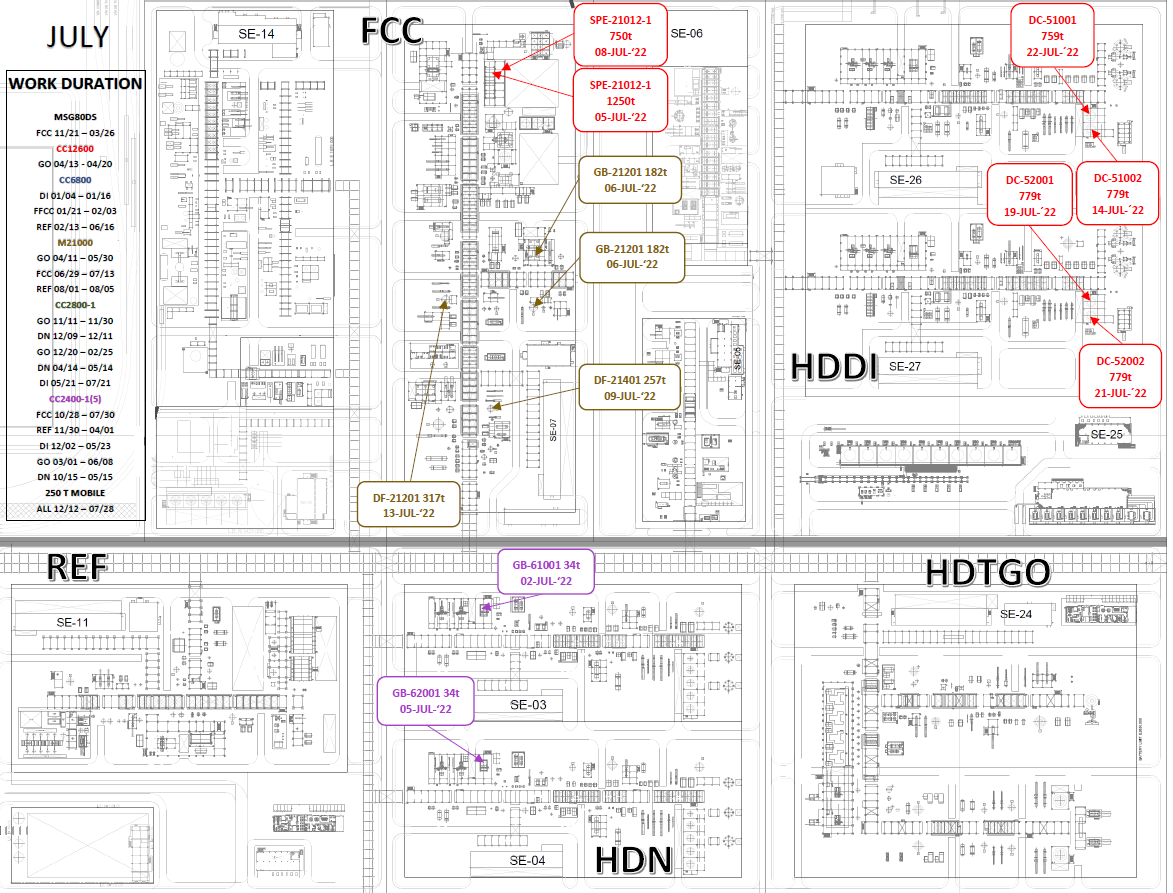 JULY
WORK DURATION
MSG80DS
FCC 11/21 – 03/26
CC12600
GO 04/13 - 04/20
CC6800
DI 01/04 – 01/16
FFCC 01/21 – 02/03
REF 02/13 – 06/16
M21000
GO 04/11 – 05/30
FCC 06/29 – 07/13
REF 08/01 – 08/05
CC2800-1
GO 11/11 – 11/30
DN 12/09 – 12/11
GO 12/20 – 02/25
DN 04/14 – 05/14
DI 05/21 – 07/21
CC2400-1(S)
FCC 10/28 – 07/30
REF 11/30 – 04/01
DI 12/02 – 05/23
GO 03/01 – 06/08
DN 10/15 – 05/15
250 T MOBILE
ALL 12/12 – 07/28
SE-14
FCC
SPE-21012-1
750t
08-JUL-‘22
SE-06
SPE-21012-1
1250t
05-JUL-‘22
GB-21201 182t
06-JUL-‘22
GB-21201 182t
06-JUL-‘22
DF-21401 257t
09-JUL-‘22
DF-21201 317t
13-JUL-‘22
SE-07
SE-05
DC-51001
759t
22-JUL-´22
SE-26
DC-52001
779t
19-JUL-´22
DC-51002
779t
14-JUL-´22
HDDI
SE-27
DC-52002
779t
21-JUL-´22
SE-25
REF
SE-11
GB-61001 34t
02-JUL-‘22
GB-62001 34t
05-JUL-‘22
SE-03
SE-04
HDN
HDTGO
SE-24